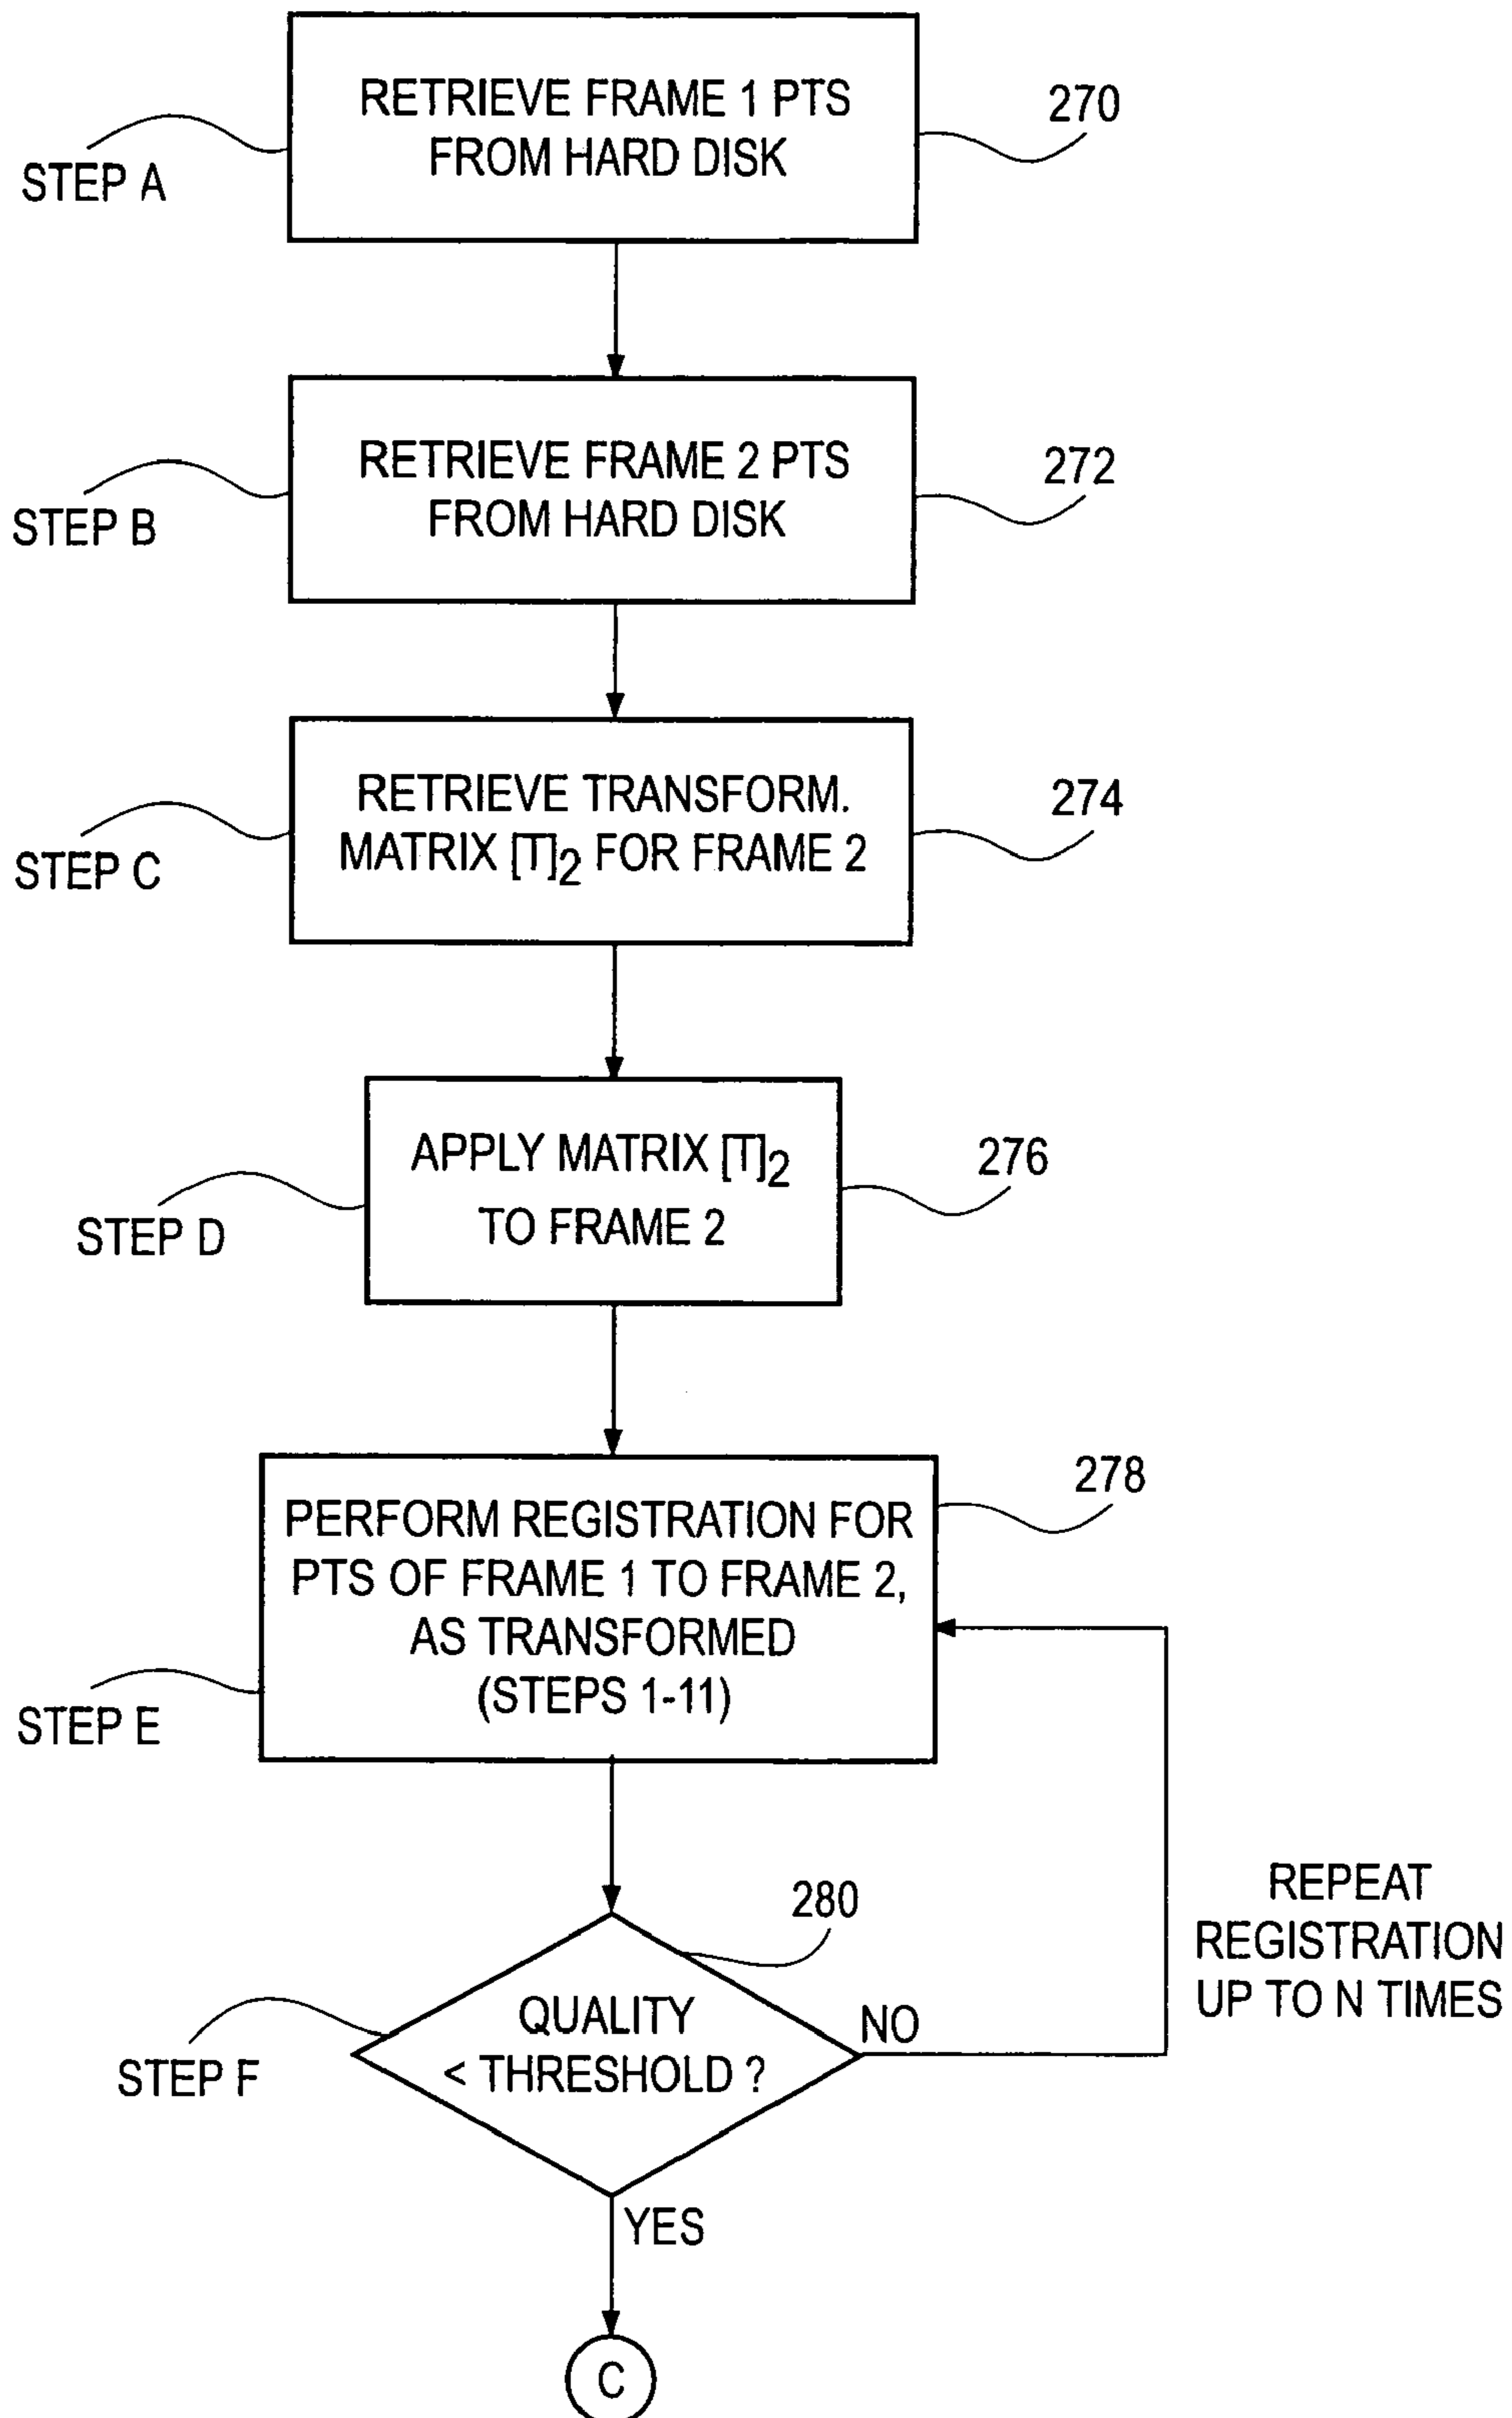 RETRIEVE FRAME 1 PTS
FROM HARD DISK
270
STEP A
RETRIEVE FRAME 2 PTS
FROM HARD DISK
272
STEP B
RETRIEVE TRANSFORM.
MATRIX [T]2 FOR FRAME 2
274
STEP C
APPLY MATRIX [T]2
TO FRAME 2
276
STEP D
PERFORM REGISTRATION FOR
PTS OF FRAME 1 TO FRAME 2,
AS TRANSFORMED
(STEPS 1-11)
278
STEP E
QUALITY
< THRESHOLD ?
280
STEP F
NO
REPEAT
REGISTRATION
UP TO N TIMES
YES
C